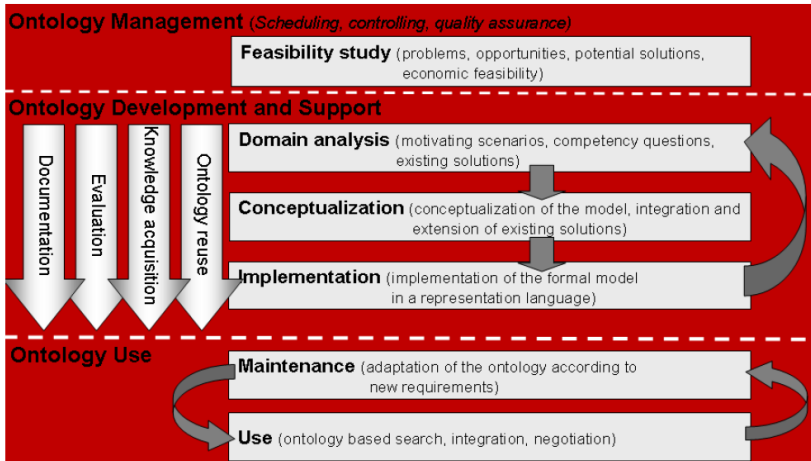 Ontology Management (Scheduling, controlling, quality assurance)
Feasibility study (problems, opportunities, potential solutions,
economic feasibility)
Ontology Development and Support
Documentation
Evaluation
Knowledge acquisition
Ontology reuse
Domain analysis (motivating scenarios, competency questions,
existing solutions)
Conceptualization (conceptualization of the model, integration and
extension of existing solutions)
Implementation (implementation of the formal model
in a representation language)
Ontology Use
Maintenance (adaptation of the ontology according to
new requirements)
Use (ontology based search, integration, negotiation)